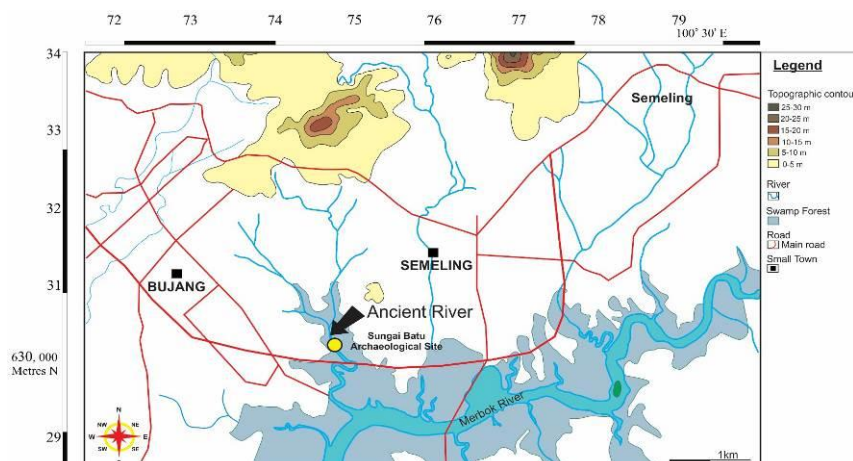 72 73 74 75 76 77 78 79
100° 30' E
34
33
32
31
630, 000
Metres N
29
Semeling
SEMELING
BUJANG
Ancient River
Sungai Batu
Archaeological Site
Merbok River
N
NW NE
W E
SW SE
S
1km
Legend
Topographic contour
25-30 m
20-25 m
15-20 m
10-15 m
5-10 m
0-5 m
River
Swamp Forest
Road
Main road
Small Town